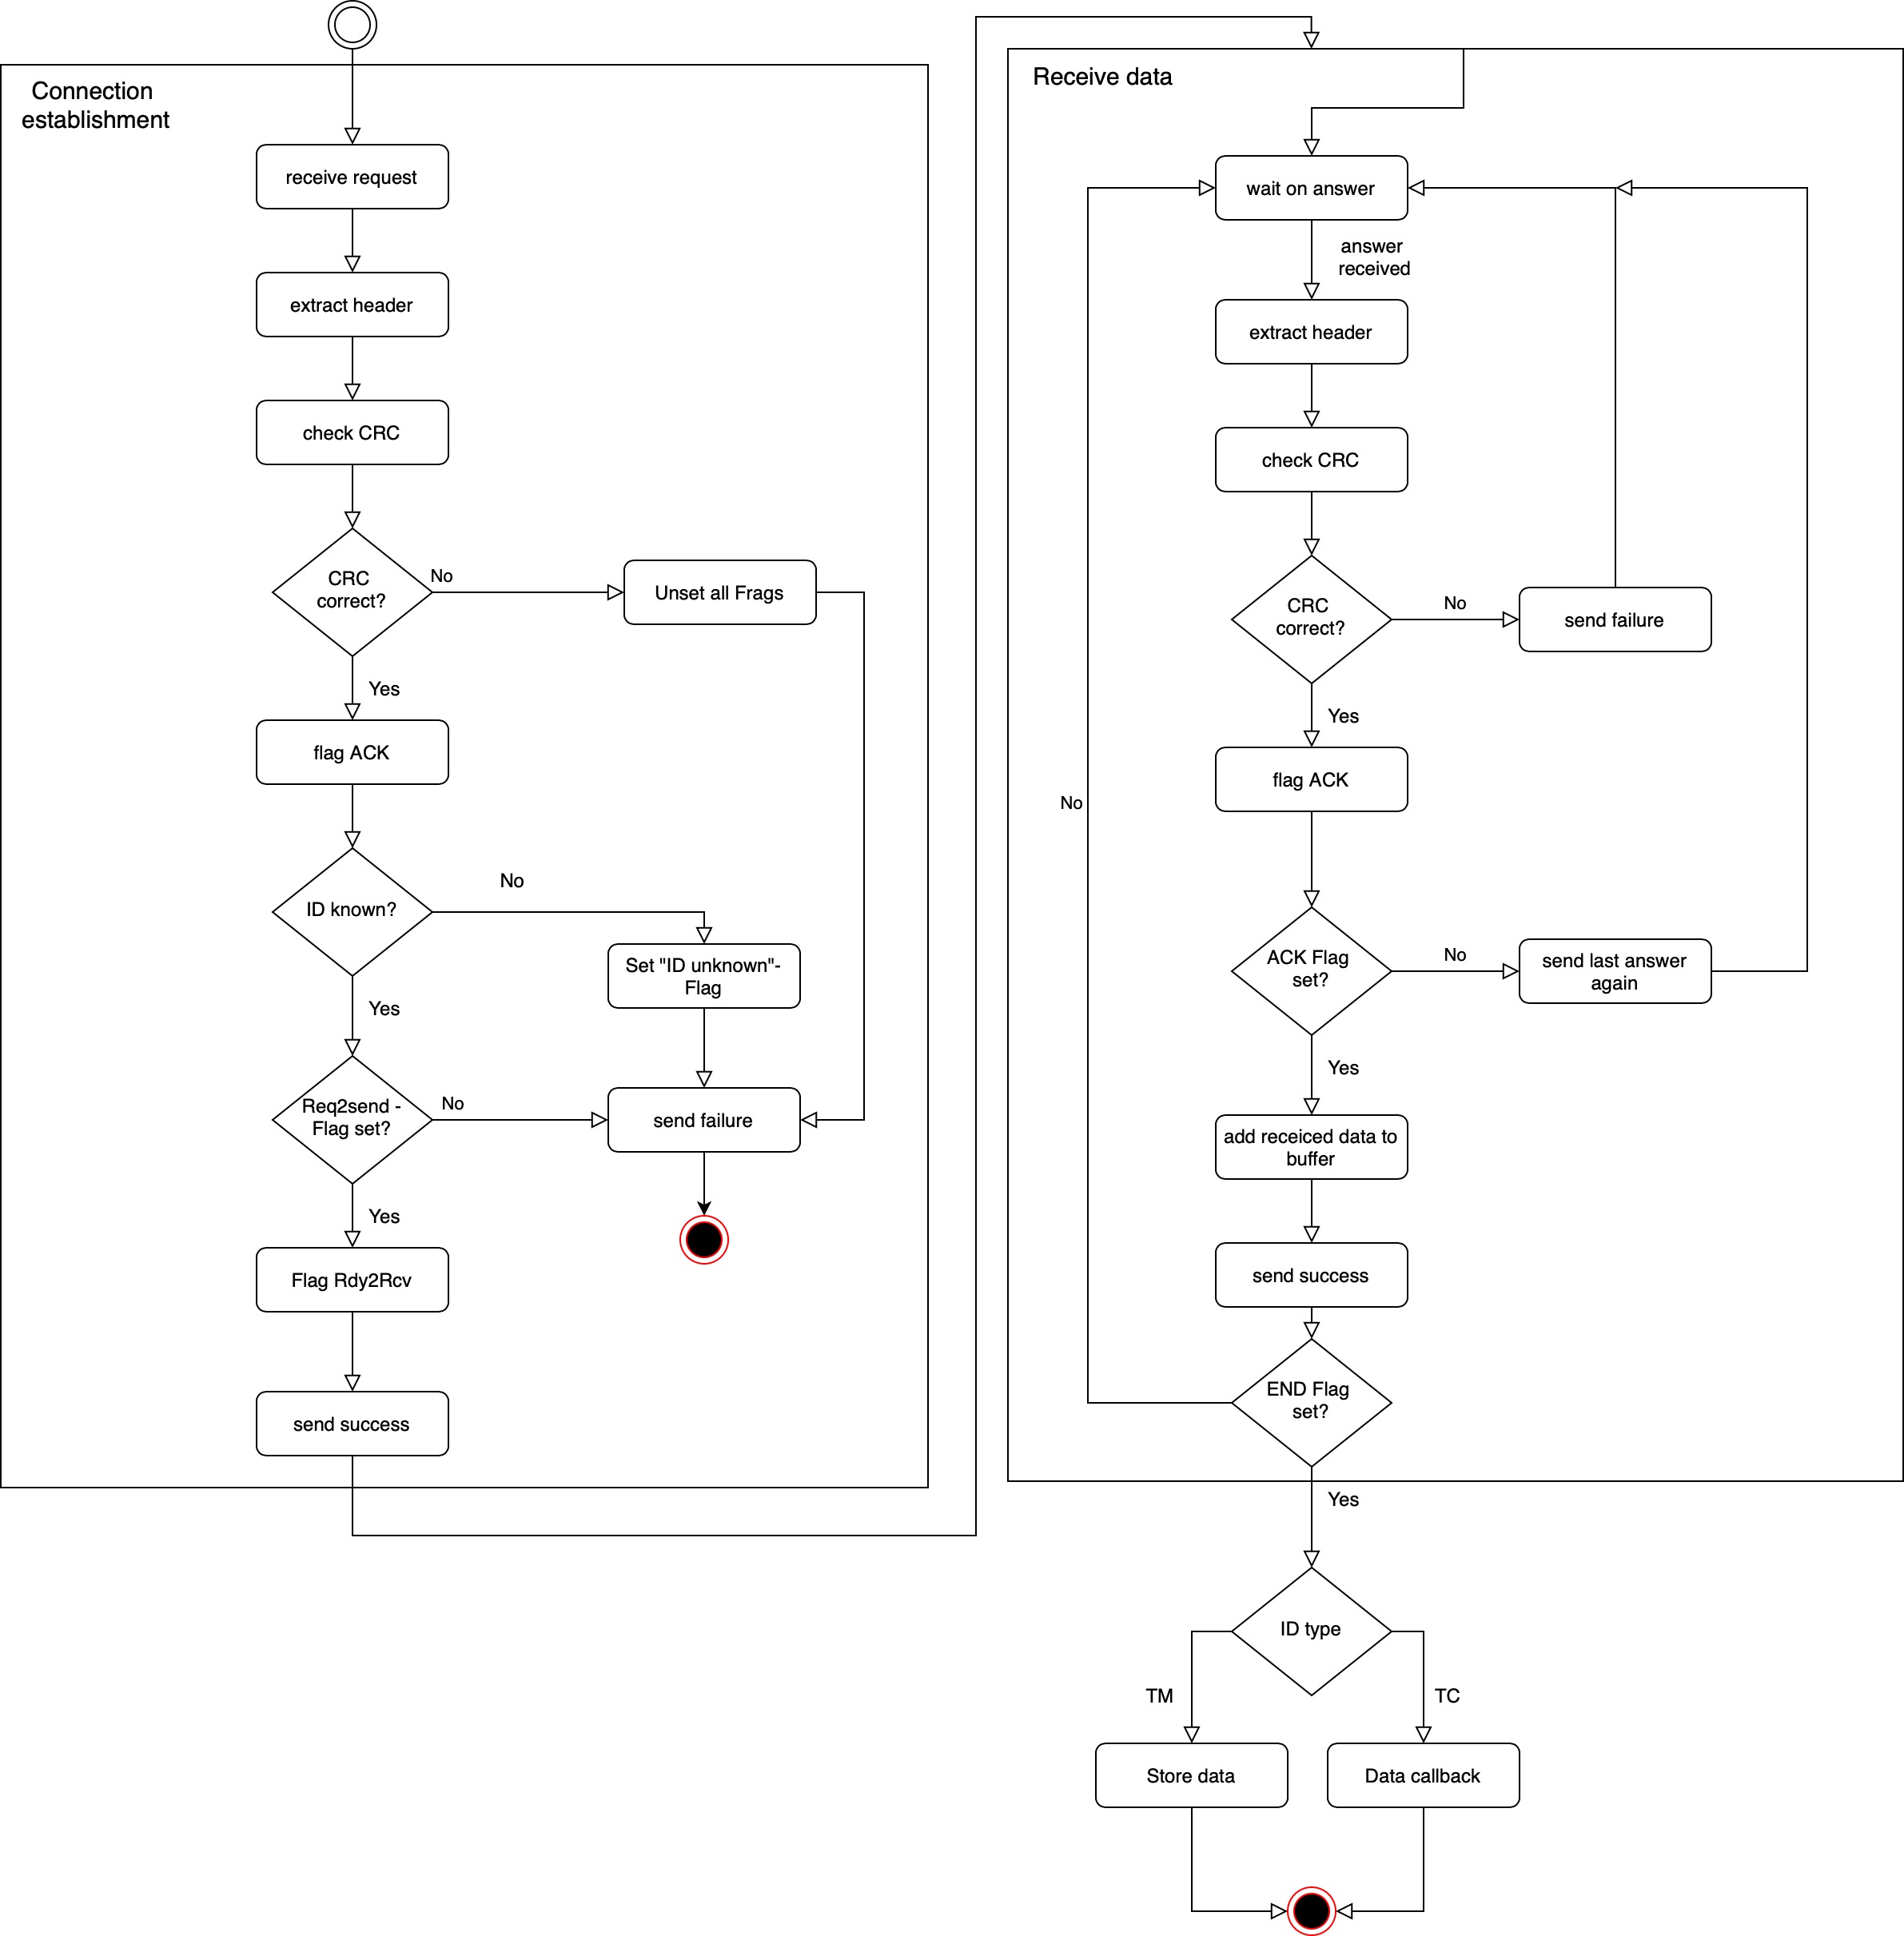 Connection
establishment
receive request
extract header
check CRC
CRC
correct?
No
Unset all Frags
Yes
flag ACK
ID known?
No
Set "ID unknown"-
Flag
Yes
Req2send -
Flag set?
No
send failure
Yes
Flag Rdy2Rcv
send success
Receive data
wait on answer
answer
received
extract header
check CRC
CRC
correct?
No
send failure
Yes
flag ACK
No
ACK Flag
set?
No
send last answer
again
Yes
add receiced data to
buffer
send success
END Flag
set?
Yes
ID type
TM
TC
Store data
Data callback